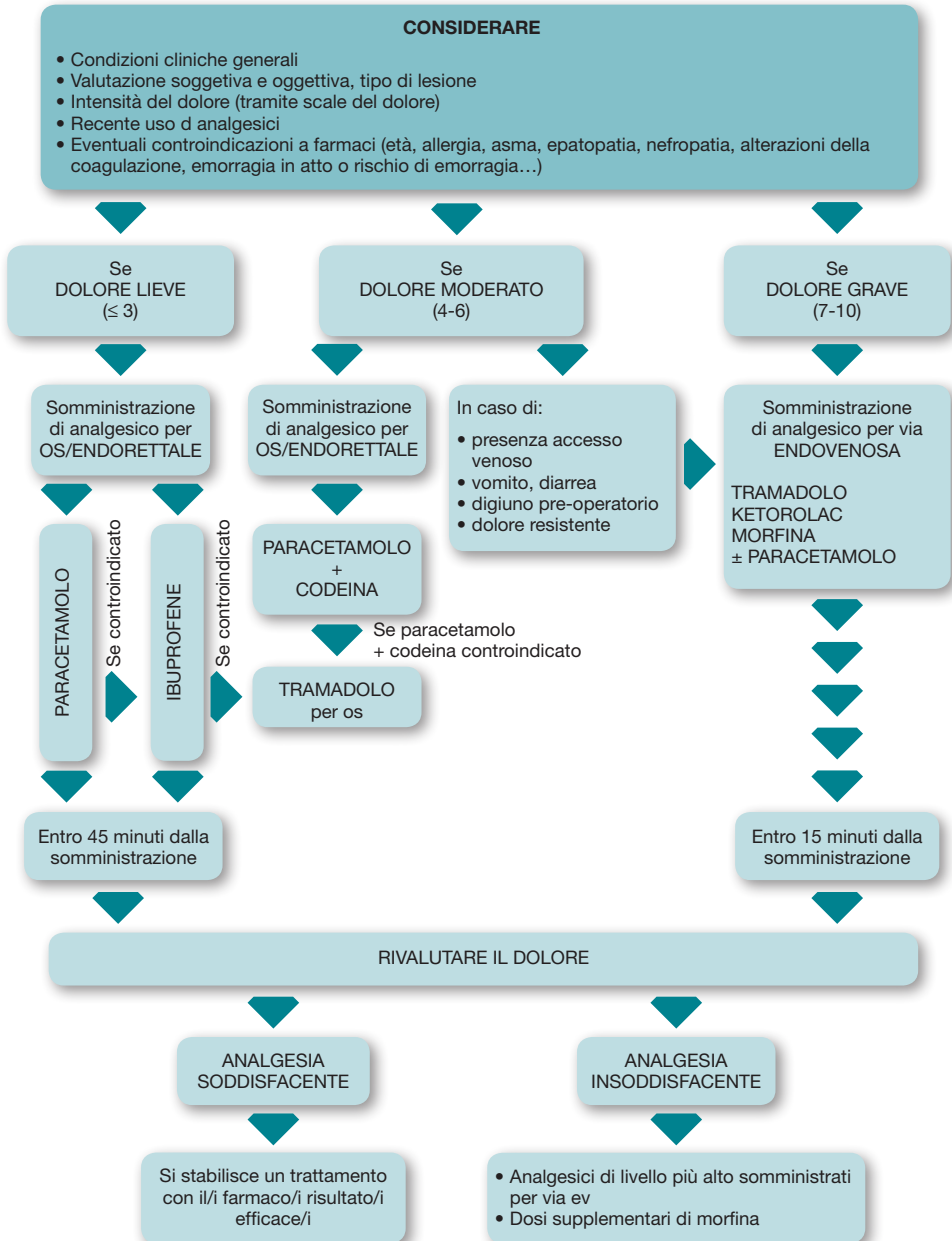 CONSIDERARE
• Condizioni cliniche generali
• Valutazione soggetiva e oggettiva, tipo di lesione
• Intensità del dolore (tramite scale del dolore)
• Recente uso d analgesici
• Eventuali controindicazioni a farmaci (età, allergia, asma, epatopatia, nefropatia, alterazioni della
coagulazione, emorragia in atto o rischio di emorragia…)
Se
DOLORE LIEVE
(≤ 3)
Se
DOLORE MODERATO
(4-6)
Se
DOLORE GRAVE
(7-10)
Somministrazione
di analgesico per
OS/ENDORETTALE
Somministrazione
di analgesico per
OS/ENDORETTALE
In caso di:
• presenza accesso
venoso
• vomito, diarrea
• digiuno pre-operatorio
• dolore resistente
Somministrazione
di analgesico per via
ENDOVENOSA
TRAMADOLO
KETOROLAC
MORFINA
± PARACETAMOLO
PARACETAMOLO
Se controindicato
IBUPROFENE
Se controindicato
PARACETAMOLO
+
CODEINA
Se paracetamolo
+ codeina controindicato
TRAMADOLO
per os
Entro 45 minuti dalla
somministrazione
Entro 15 minuti dalla
somministrazione
RIVALUTARE IL DOLORE
ANALGESIA
SODDISFACENTE
ANALGESIA
INSODDISFACENTE
Si stabilisce un trattamento
con il/i farmaco/i risultato/i
efficace/i
• Analgesici di livello più alto somministrati
per via ev
• Dosi supplementari di morfina